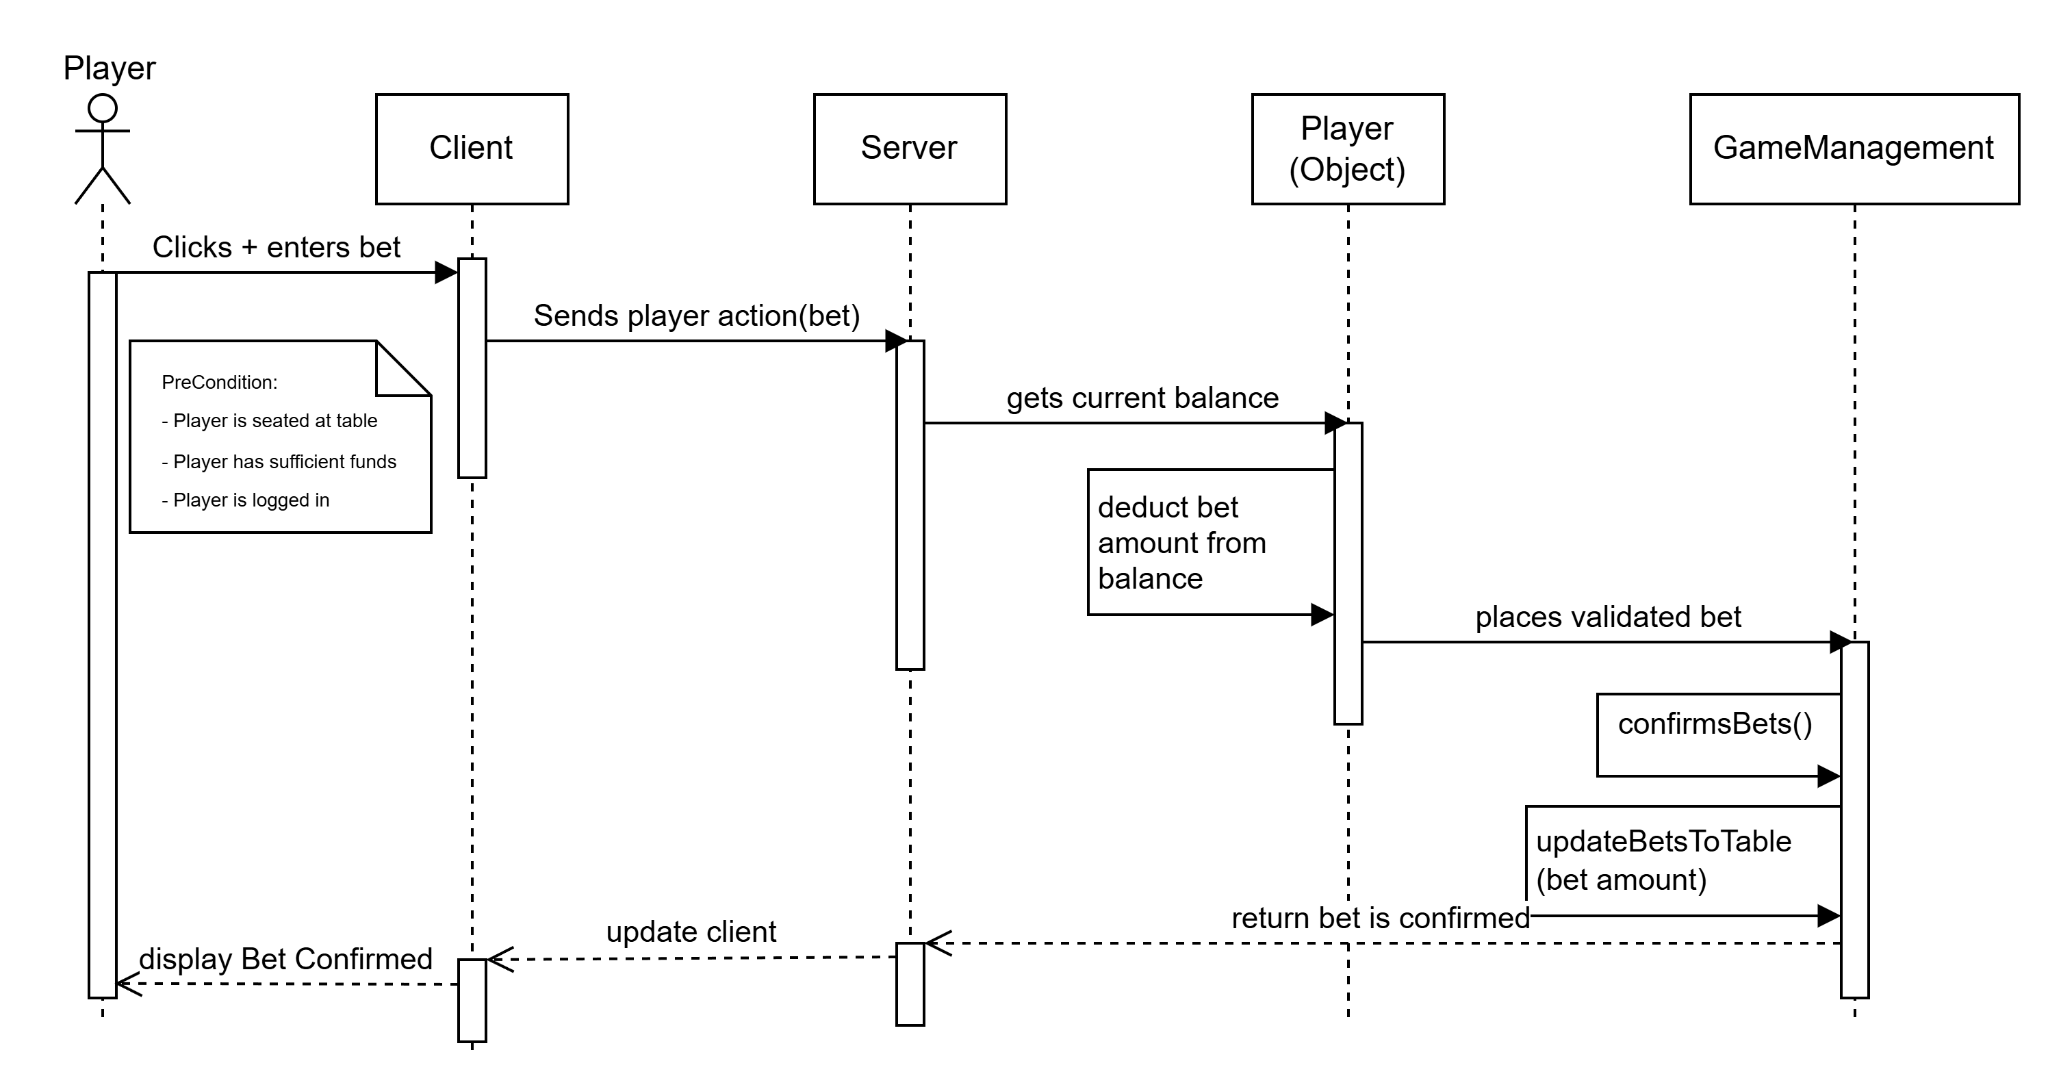 Player
Client
Server
Player
(Object)
GameManagement
Clicks + enters bet
Sends player action(bet)
PreCondition:
- Player is seated at table
- Player has sufficient funds
- Player is logged in
gets current balance
deduct bet
amount from
balance
places validated bet
confirmsBets()
updateBetsToTable
(bet amount)
return bet is confirmed
update client
display Bet Confirmed